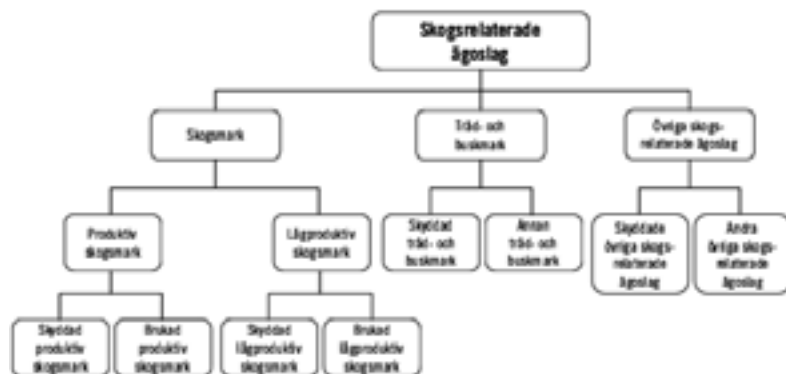 Skogsrelaterade
ägoslag
Skogsmark
Träd- och
buskmark
Övriga skogs-
relaterade ägoslag
Produktiv
skogsmark
Lågproduktiv
skogsmark
Skyddad
träd- och
buskmark
Annan
träd- och
buskmark
Skyddade
övriga skogs-
relaterade
ägoslag
Andra
övriga skogs-
relaterade
ägoslag
Skyddad
produktiv
skogsmark
Brukad
produktiv
skogsmark
Skyddad
lågproduktiv
skogsmark
Brukad
lågproduktiv
skogsmark